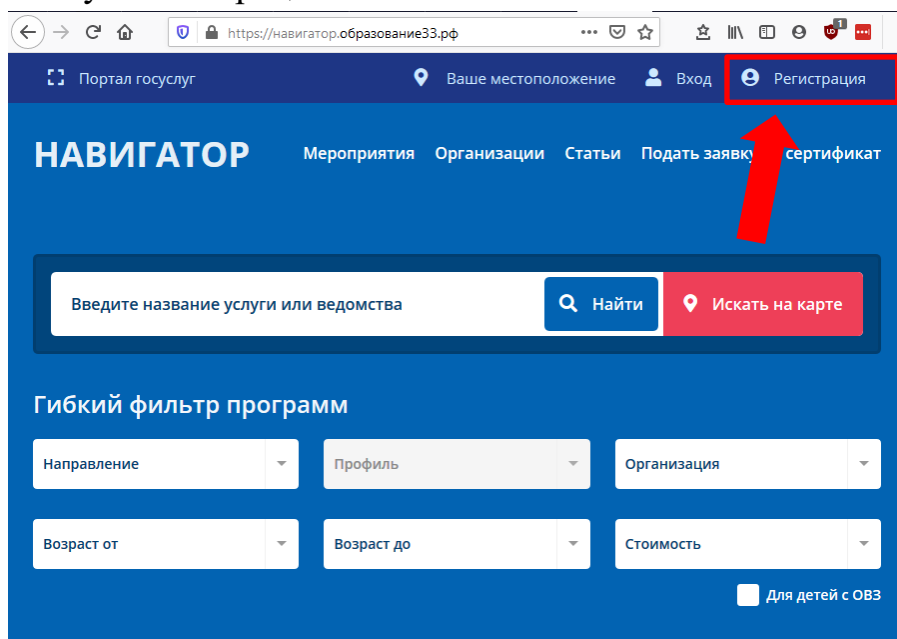 https://навигатор.образование33.рф
1
Портал госуслуг Ваше местоположение Вход Регистрация
НАВИГАТОР Мероприятия Организации Статьи Подать заявку сертификат
Введите название услуги или ведомства Найти Искать на карте
Гибкий фильтр программ
Направление Профиль Организация
Возраст от Возраст до Стоимость
Для детей с ОВЗ